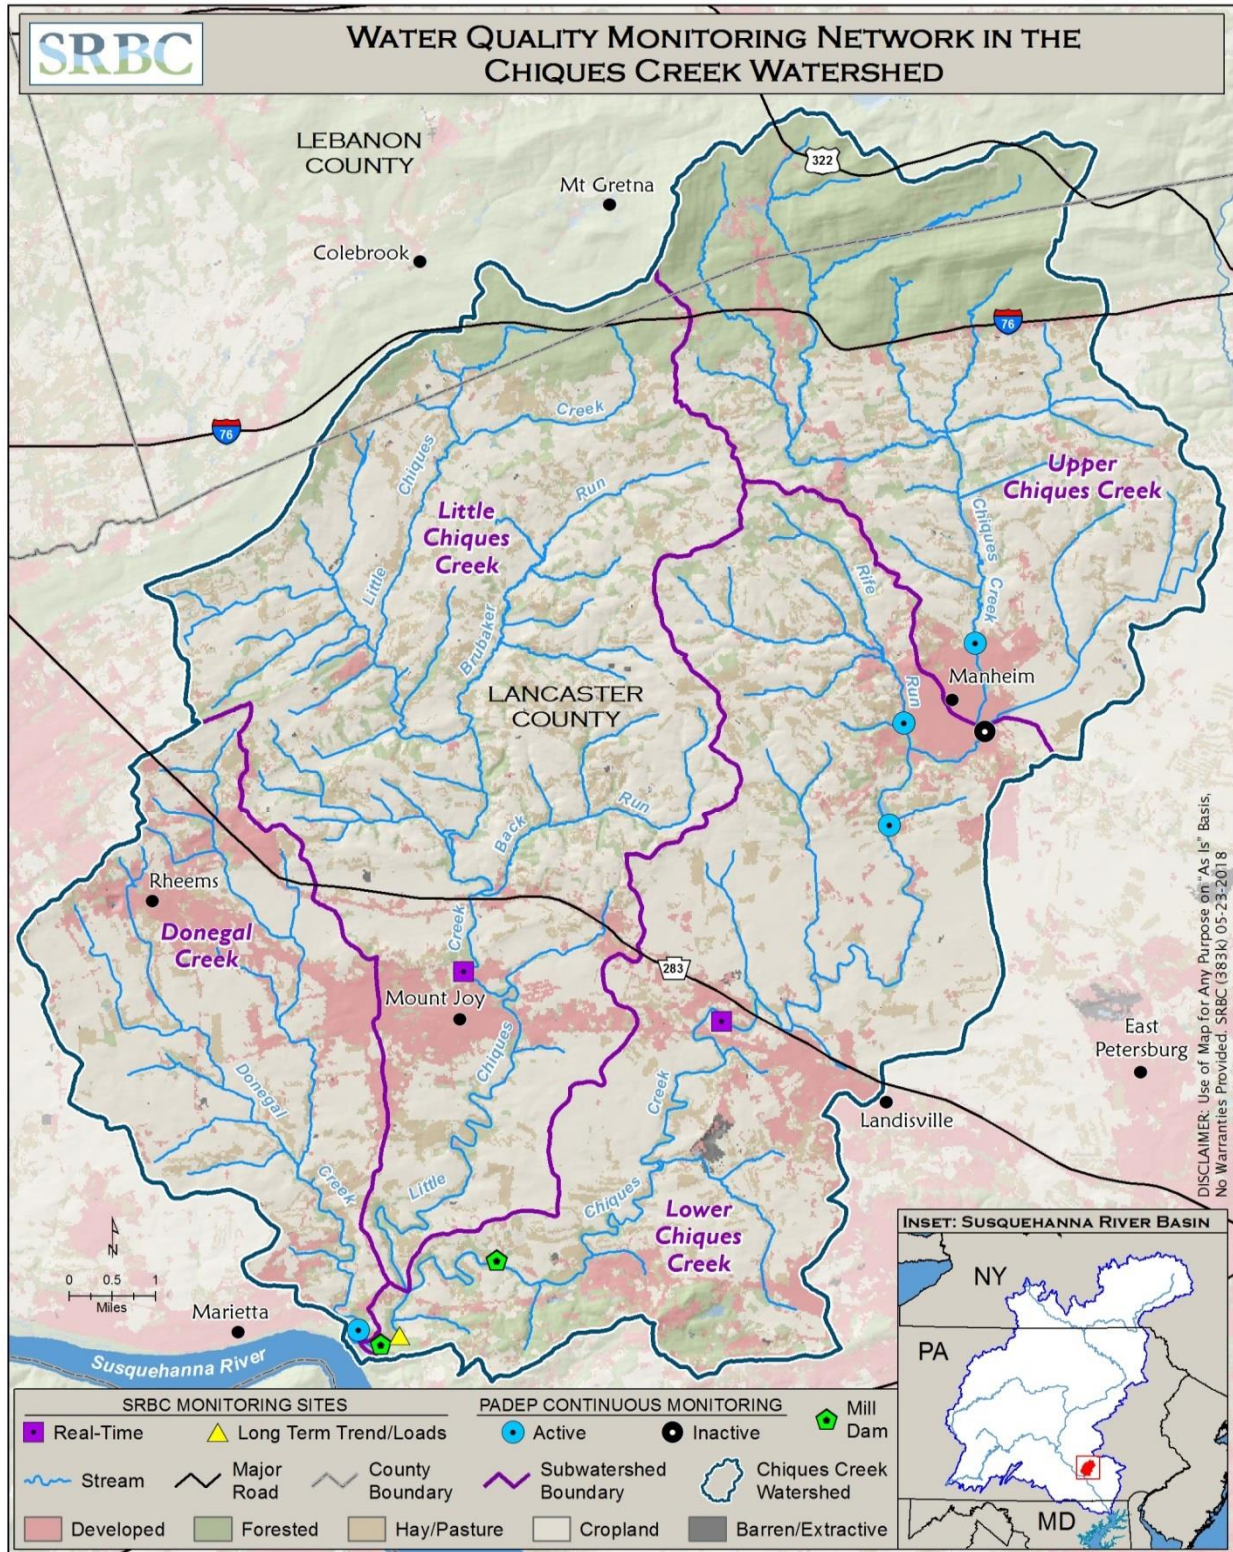 SRBC
WATER QUALITY MONITORING NETWORK IN THE
CHIQUES CREEK WATERSHED
LEBANON
COUNTY
322
Mt Gretna
Colebrook
76
76
Creek
Chiques
Little
Little
Chiques
Creek
Run
Brubaker
Upper
Chiques Creek
Chiques Creek
Rife
Run
Manheim
LANCASTER
COUNTY
Run
Back
Creek
Rheems
Donegal
Creek
283
Mount Joy
Chiques
Little
East
Petersburg
Landisville
Donegal
Creek
Creek
Chiques
Lower
Chiques
Creek
N
0 0.5 1
Miles
Marietta
Susquehanna River
DISCLAIMER: Use of Map for Any Purpose on "As Is" Basis,
No Warranties Provided. SRBC (383k) 05-23-2018
INSET: SUSQUEHANNA RIVER BASIN
NY
PA
MD
SRBC MONITORING SITES
Real-Time
Long Term Trend/Loads
PADEP CONTINUOUS MONITORING
Active
Inactive
Mill
Dam
Stream
Major
Road
County
Boundary
Subwatershed
Boundary
Chiques Creek
Watershed
Developed
Forested
Hay/Pasture
Cropland
Barren/Extractive